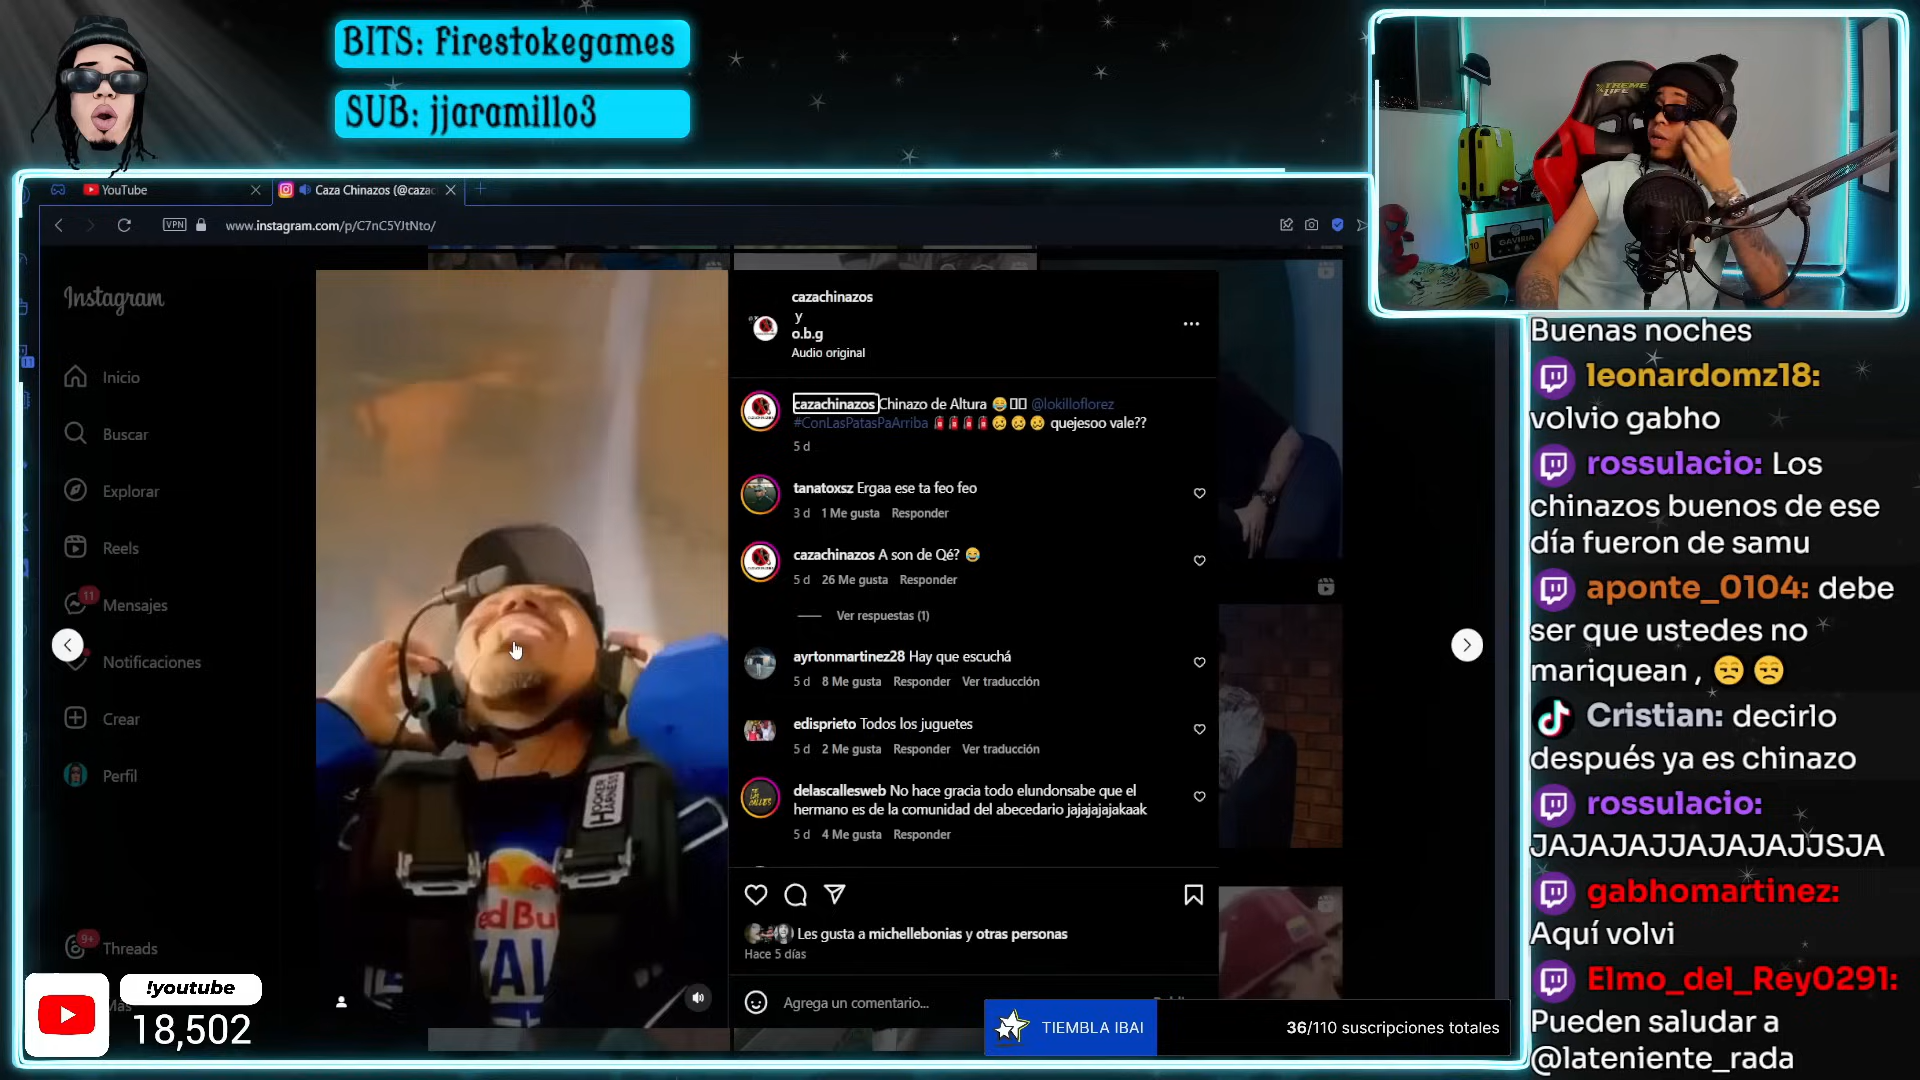 BITS: Firestokegames
SUB: jjaramillo3
YouTube
Caza Chinazos (@cazac
VPN
www.instagram.com/p/C7nC5YJtNto/
Instagram
Inicio
Buscar
Explorar
Reels
11
Mensajes
Notificaciones
Crear
Perfil
9+
Threads
!youtube
18,502
HOOKER HARNESS
cazachinazos
y
o.b.g
Audio original
cazachinazos Chinazo de Altura 😂 @lokilloflorez
#ConLasPatasPaArriba 🧯🧯🧯🧯🥴🥴🥴 quejesoo vale??
5 d
tanatoxsz Ergaa ese ta feo feo
3 d 1 Me gusta Responder
cazachinazos A son de Qé? 😂
5 d 26 Me gusta Responder
Ver respuestas (1)
ayrtonmartinez28 Hay que escuchá
5 d 8 Me gusta Responder Ver traducción
edisprieto Todos los juguetes
5 d 2 Me gusta Responder Ver traducción
delascallesweb No hace gracia todo elundonsabe que el
hermano es de la comunidad del abecedario jajajajajakaak
5 d 4 Me gusta Responder
Les gusta a michellebonias y otras personas
Hace 5 días
Agrega un comentario...
TIEMBLA IBAI
36/110 suscripciones totales
XTREME LIFE
GAVIRIA
Buenas noches
leonardomz18:
volvio gabho
rossulacio: Los
chinazos buenos de ese
día fueron de samu
aponte_0104: debe
ser que ustedes no
mariquean , 😒 😒
Cristian: decirlo
después ya es chinazo
rossulacio:
JAJAJAJJAJAJAJJSJA
gabhomartinez:
Aquí volvi
Elmo_del_Rey0291:
Pueden saludar a
@lateniente_rada